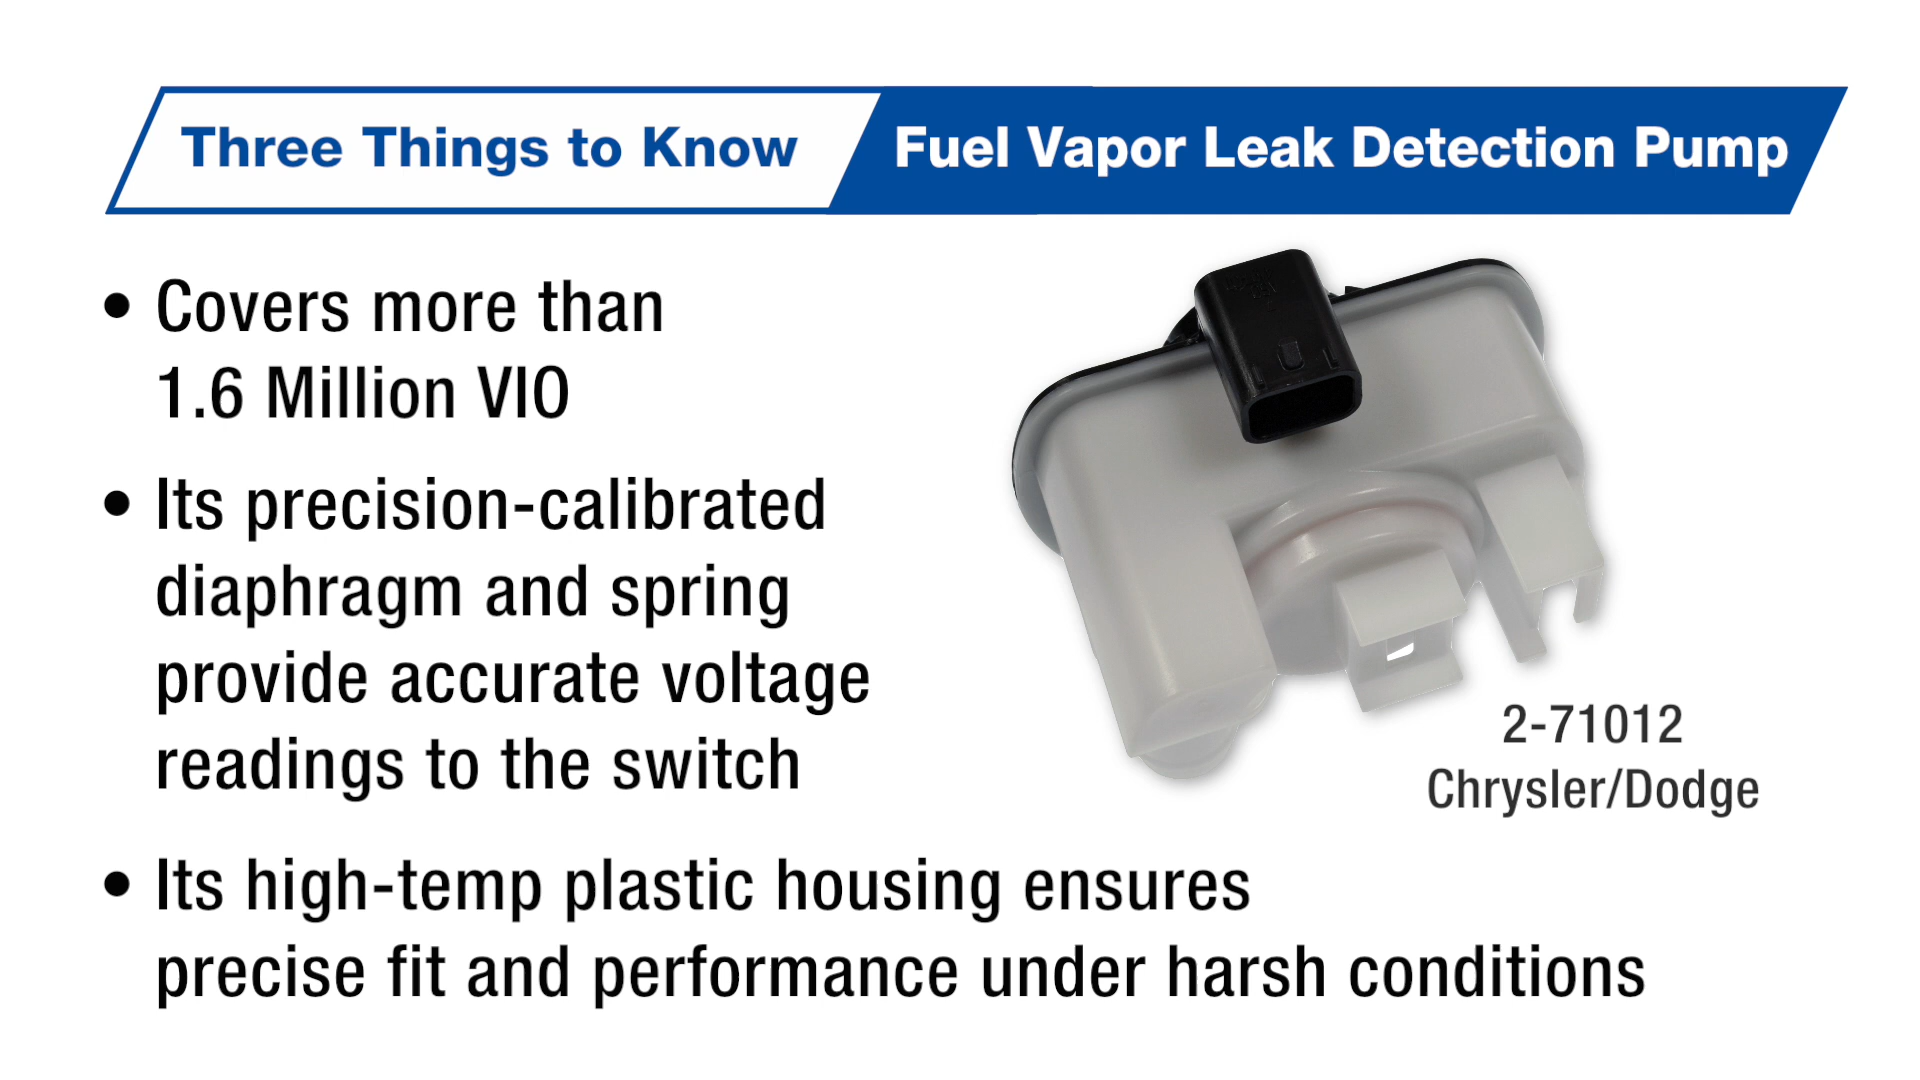 Three Things to Know
Fuel Vapor Leak Detection Pump
• Covers more than
1.6 Million VIO
• Its precision-calibrated
diaphragm and spring
provide accurate voltage
readings to the switch
2-71012
Chrysler/Dodge
• Its high-temp plastic housing ensures
precise fit and performance under harsh conditions